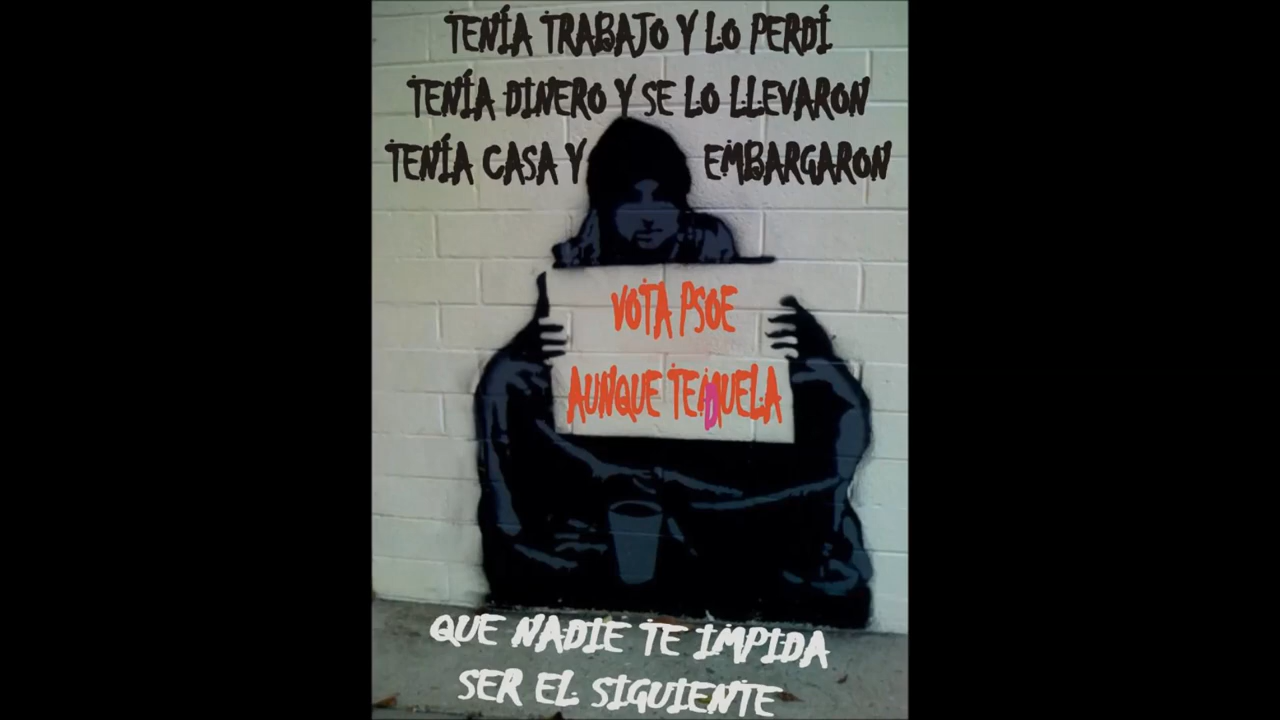 TENÍA TRABAJO Y LO PERDÍ
TENÍA DINERO Y SE LO LLEVARON
TENÍA CASA Y EMBARGARON
VOTA PSOE
AUNQUE TE DUELA
QUE NADIE TE IMPIDA
SER EL SIGUIENTE